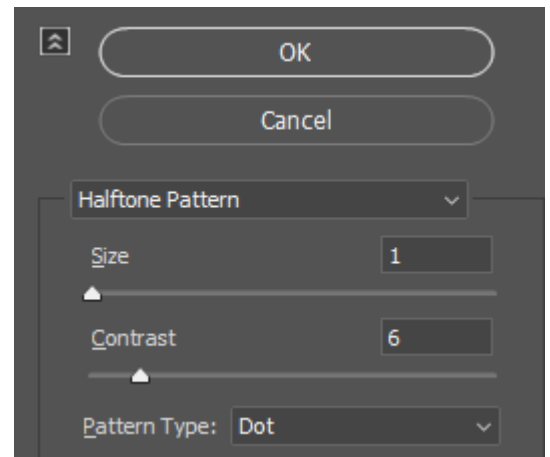 OK
Cancel
Halftone Pattern
Size 1
Contrast 6
Pattern Type: Dot